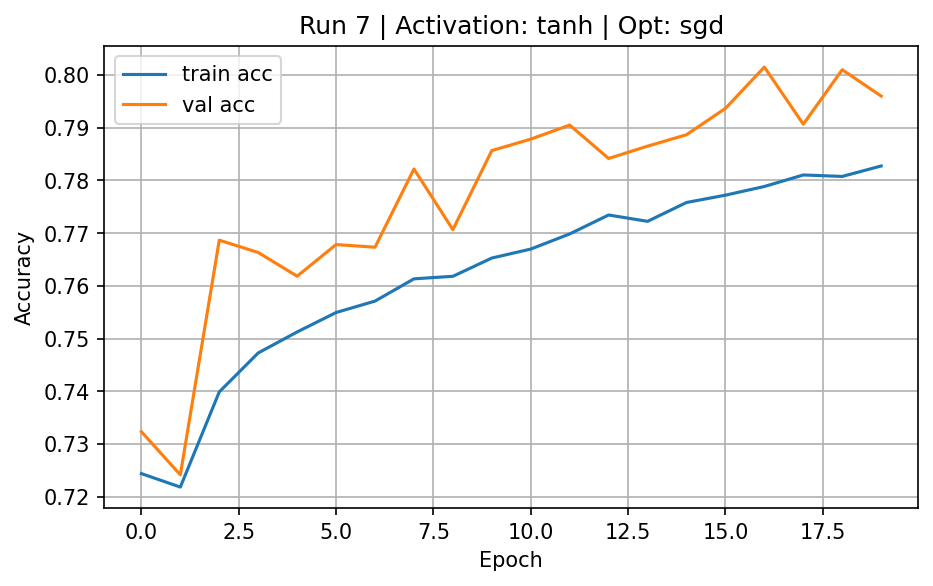 Run 7 | Activation: tanh | Opt: sgd
train acc
val acc
0.80
0.79
0.78
0.77
0.76
0.75
0.74
0.73
0.72
Accuracy
0.0 2.5 5.0 7.5 10.0 12.5 15.0 17.5
Epoch